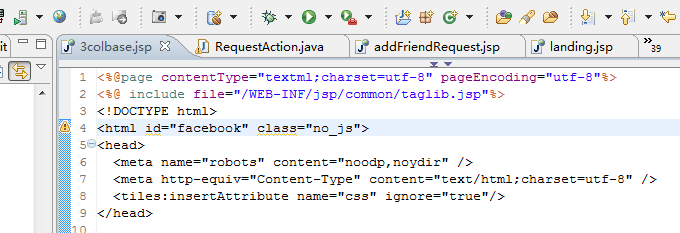 it
3colbase.jsp
RequestAction.java
addFriendRequest.jsp
landing.jsp
»39
1 <%@page contentType="textml;charset=utf-8" pageEncoding="utf-8"%>
2 <%@ include file="/WEB-INF/jsp/common/taglib.jsp"%>
3 <!DOCTYPE html>
4 <html id="facebook" class="no_js">
5 <head>
6 <meta name="robots" content="noodp,noydir" />
7 <meta http-equiv="Content-Type" content="text/html;charset=utf-8" />
8 <tiles:insertAttribute name="css" ignore="true"/>
9 </head>
10